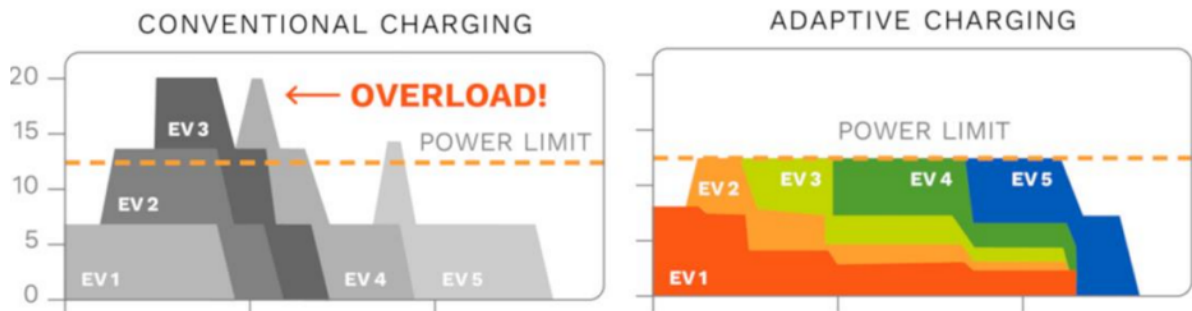 CONVENTIONAL CHARGING
20
15
10
5
0
OVERLOAD!
POWER LIMIT
EV 3
EV 2
EV 1
EV 4
EV 5
ADAPTIVE CHARGING
POWER LIMIT
EV 2
EV 3
EV 4
EV 5
EV 1